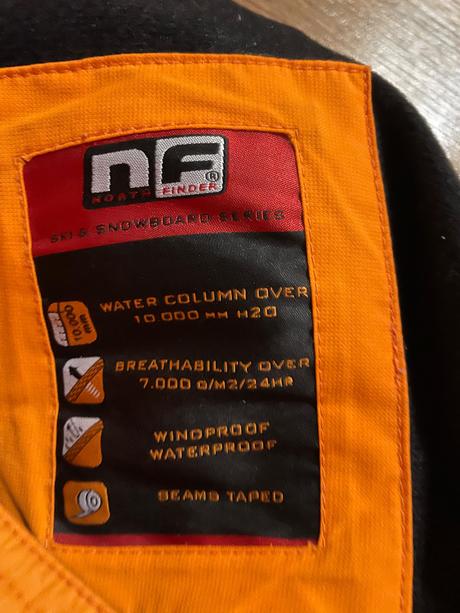 nF®
NORTH FINDER
SKI & SNOWBOARD SERIES
WATER COLUMN OVER
10 000 MM H2O
10.000
mm
BREATHABILITY OVER
7.000 G/M2/24HR
WINDPROOF
WATERPROOF
SEAMS TAPED